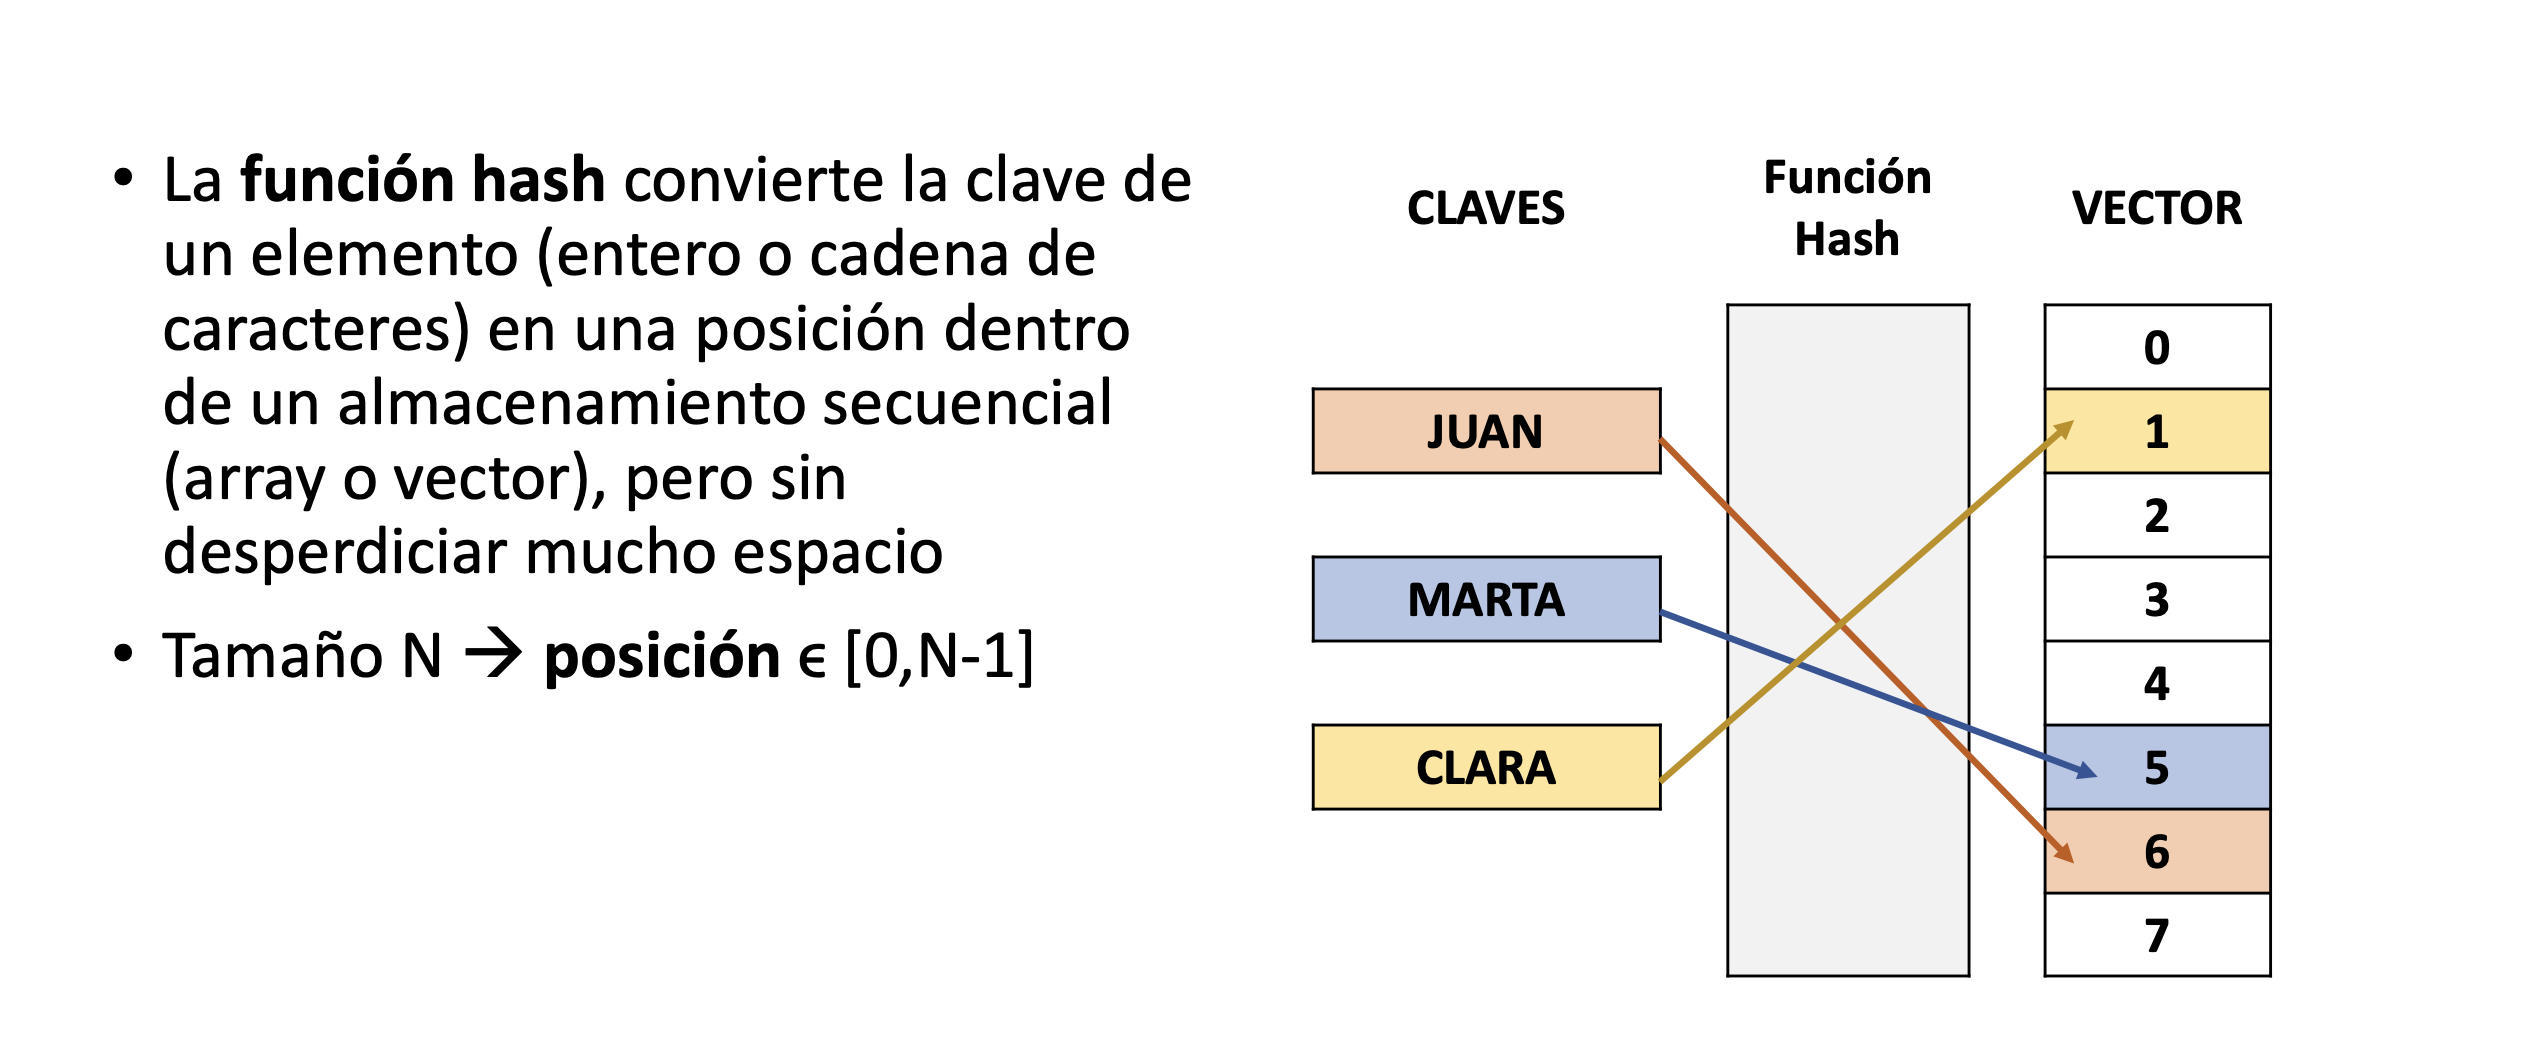 • La función hash convierte la clave de
un elemento (entero o cadena de
caracteres) en una posición dentro
de un almacenamiento secuencial
(array o vector), pero sin
desperdiciar mucho espacio
• Tamaño N → posición ϵ [0,N-1]
CLAVES
JUAN
MARTA
CLARA
Función
Hash
VECTOR
0
1
2
3
4
5
6
7